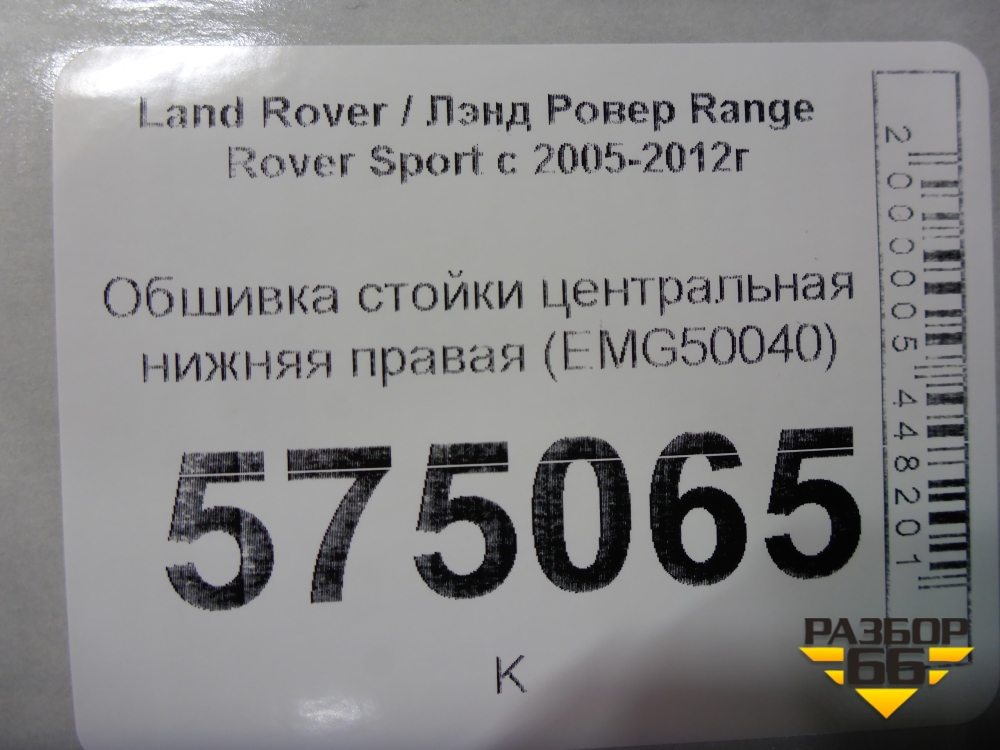 Land Rover / Лэнд Ровер Range
Rover Sport с 2005-2012г
Обшивка стойки центральная
нижняя правая (EMG50040)
575065
К
2000005448201
РАЗБОР
66